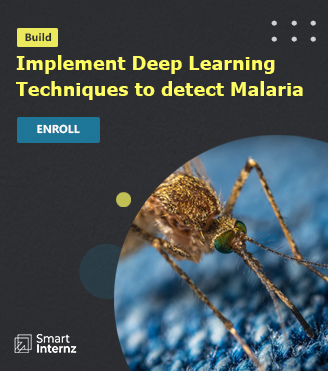 Build
Implement Deep Learning
Techniques to detect Malaria
ENROLL
Smart
Internz